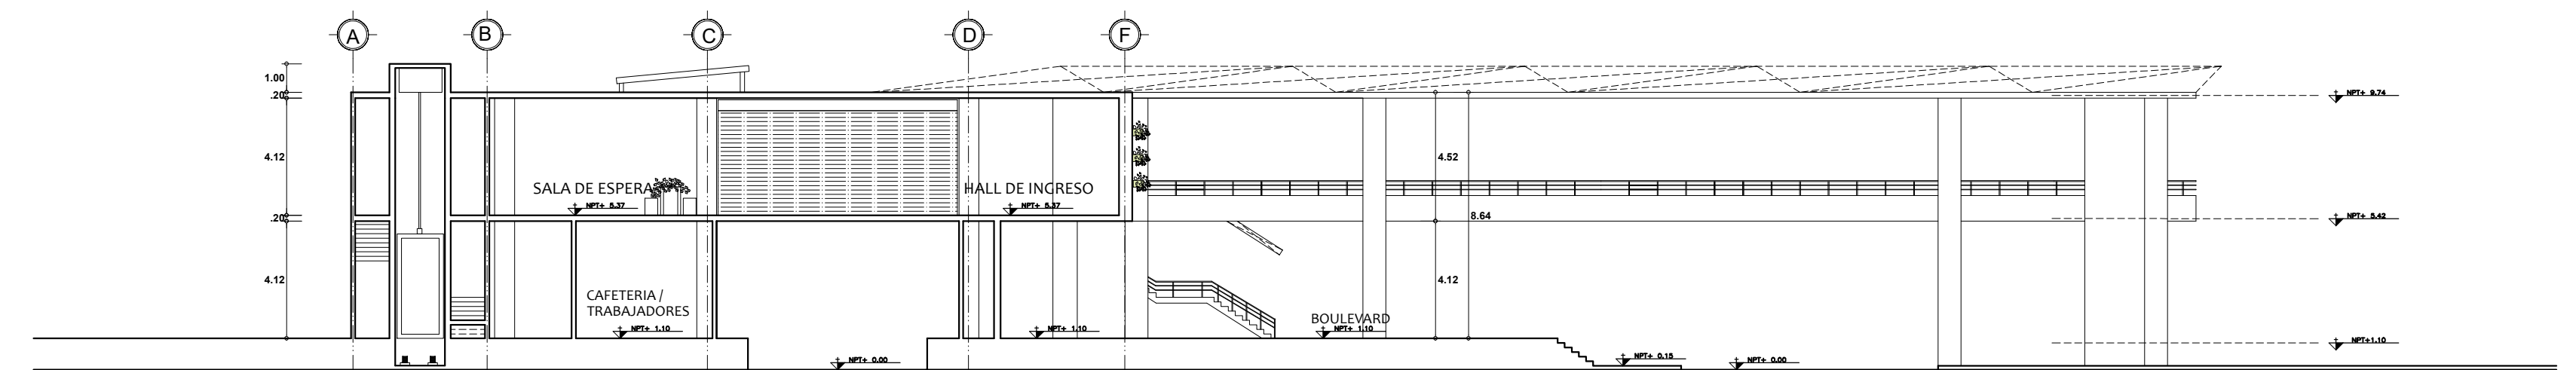 A
B
C
D
F
1.00
.20
4.12
.20
4.12
SALA DE ESPERA
NPT+ 5.37
HALL DE INGRESO
NPT+ 5.37
CAFETERIA /
TRABAJADORES
NPT+ 1.10
NPT+ 0.00
NPT+ 1.10
BOULEVARD
NPT+ 1.10
4.52
8.64
4.12
NPT+ 0.15
NPT+ 0.00
NPT+ 9.74
NPT+ 5.42
NPT+1.10